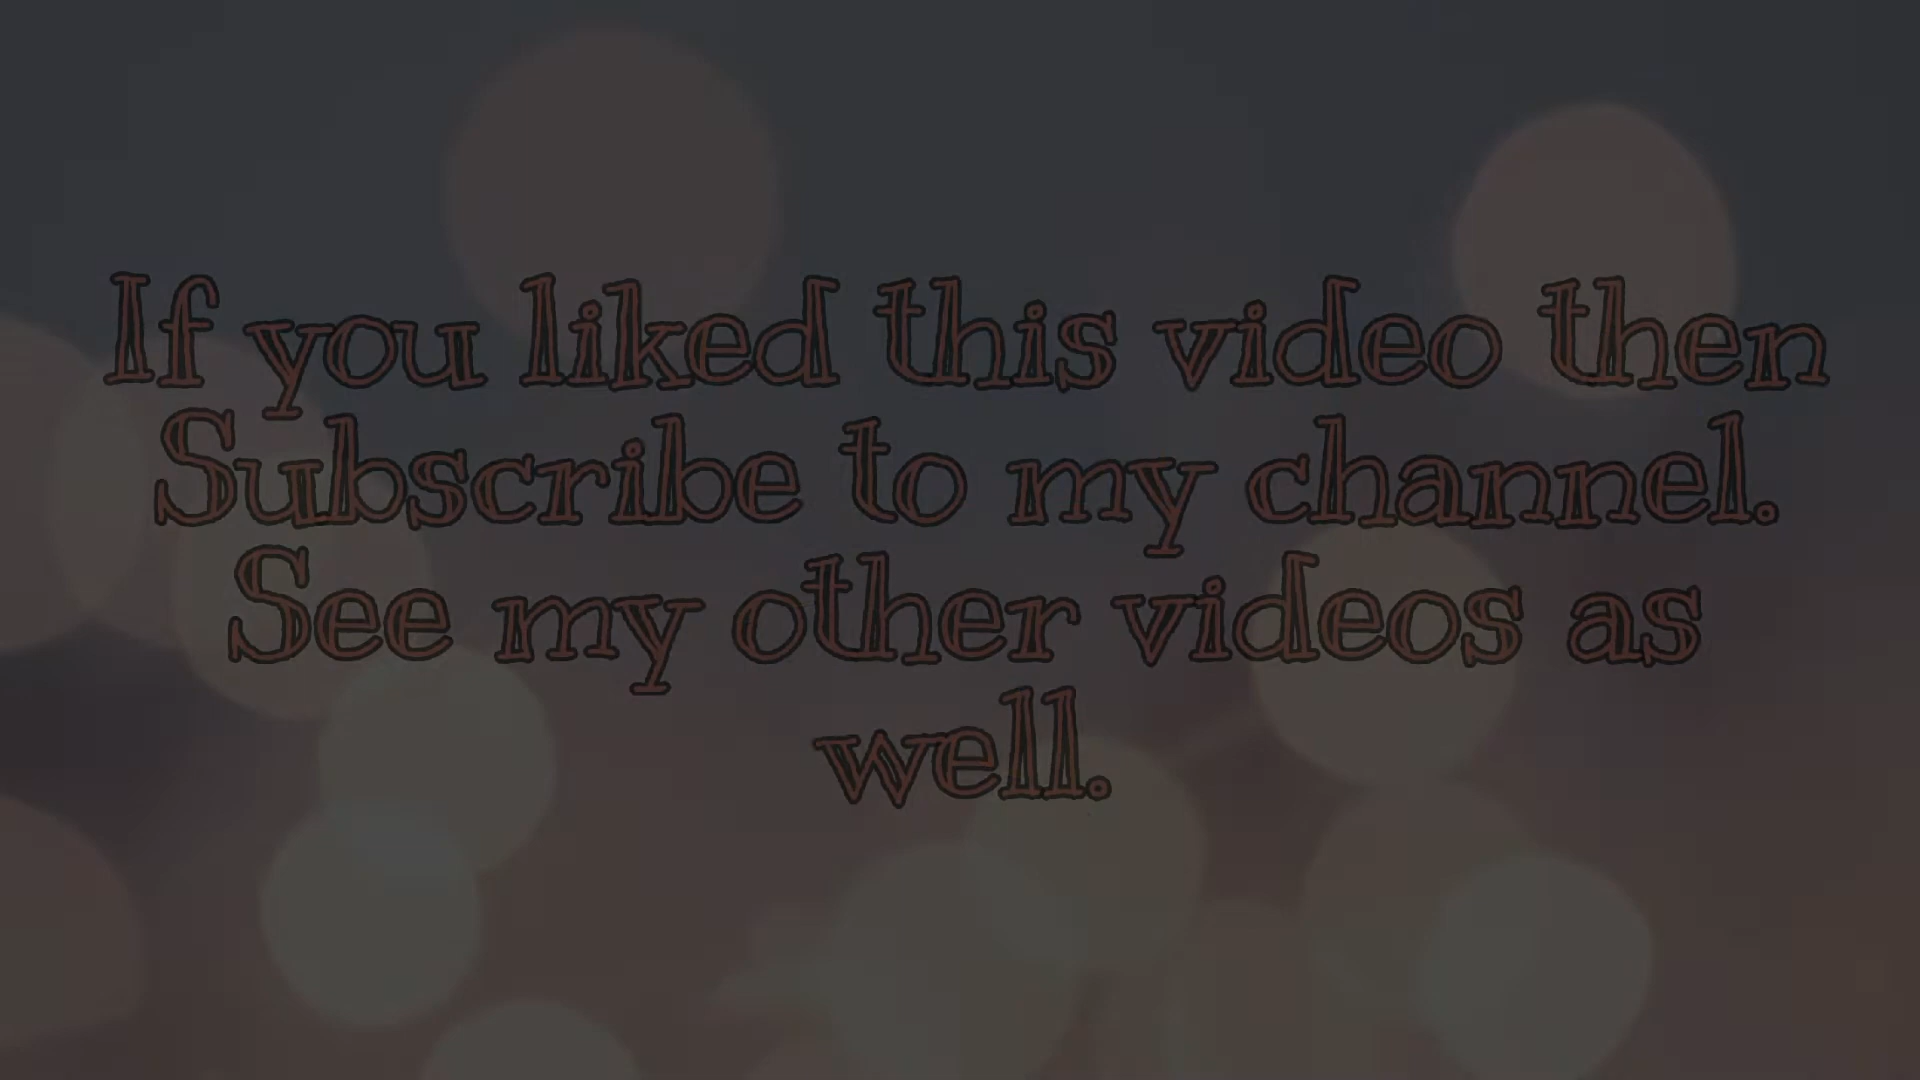 If you liked this video then
Subscribe to my channel.
See my other videos as
well.